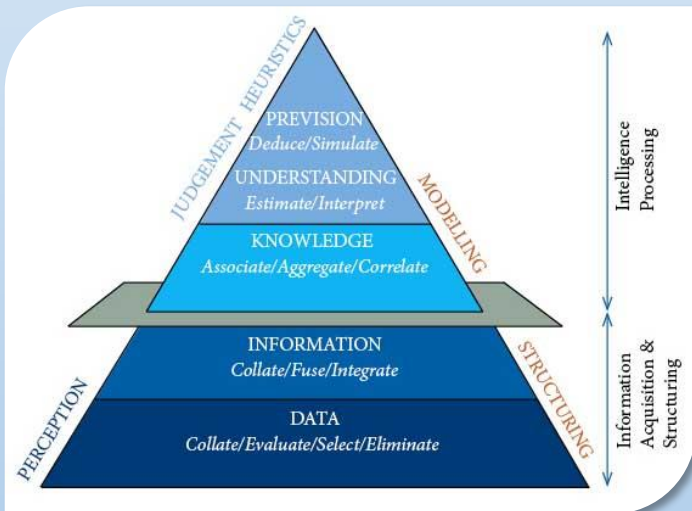 JUDGEMENT HEURISTICS
PREVISION
Deduce/Simulate
UNDERSTANDING
Estimate/Interpret
KNOWLEDGE
Associate/Aggregate/Correlate
MODELLING
Intelligence
Processing
INFORMATION
Collate/Fuse/Integrate
DATA
Collate/Evaluate/Select/Eliminate
PERCEPTION
STRUCTURING
Information
Acquisition &
Structuring